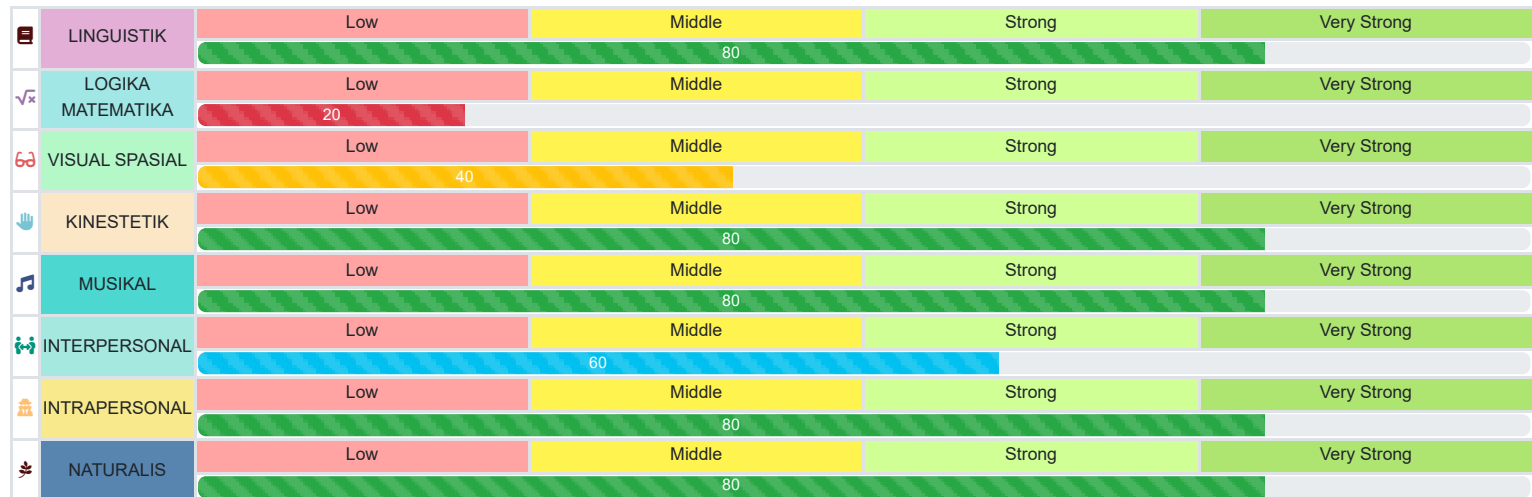 LINGUISTIK
Low Middle Strong Very Strong
80
LOGIKA
MATEMATIKA
Low Middle Strong Very Strong
20
VISUAL SPASIAL
Low Middle Strong Very Strong
40
KINESTETIK
Low Middle Strong Very Strong
80
MUSIKAL
Low Middle Strong Very Strong
80
INTERPERSONAL
Low Middle Strong Very Strong
60
INTRAPERSONAL
Low Middle Strong Very Strong
80
NATURALIS
Low Middle Strong Very Strong
80